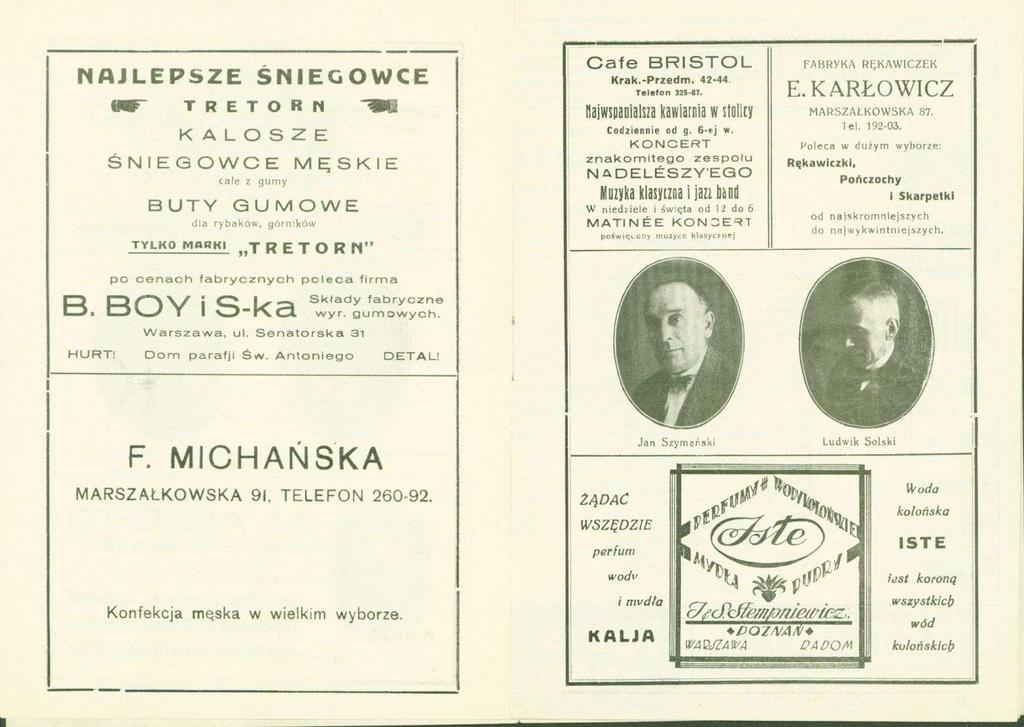 NAJLEPSZE ŚNIEGOWCE
TRETORN
KALOSZE
ŚNIEGOWCE MĘSKIE
całe z gumy
BUTY GUMOWE
dla rybaków, górników
TYLKO MARKI „TRETORN”
po cenach fabrycznych poleca firma
B. BOY i S-ka Składy fabryczne
wyr. gumowych.
Warszawa, ul. Senatorska 31
HURT! Dom parafji Św. Antoniego DETAL!
F. MICHAŃSKA
MARSZAŁKOWSKA 91, TELEFON 260-92.
Konfekcja męska w wielkim wyborze.
Cafe BRISTOL
Krak.-Przedm. 42-44.
Telefon 325-87.
Najwspanialsza kawiarnia w stolicy
Codziennie od g. 6-ej w.
KONCERT
znakomitego zespołu
NADELÉSZY'EGO
Muzyka klasyczna i jazz band
W niedziele i święta od 12 do 6
MATINÉE KONCERT
poświęcony muzyce klasycznej
FABRYKA RĘKAWICZEK
E. KARŁOWICZ
MARSZAŁKOWSKA 87.
Tel. 192-03.
Poleca w dużym wyborze:
Rękawiczki,
Pończochy
i Skarpetki
od najskromniejszych
do najwykwintniejszych.
Jan Szymański
Ludwik Solski
ŻĄDAĆ
WSZĘDZIE
perfum
wody
i mydła
KALJA
PERFUMY WODY KOLOŃSKIE
Iste
MYDŁA PUDRY
J & S. Stempniewicz.
POZNAŃ
WARSZAWA RADOM
Woda
kolońska
ISTE
jest koroną
wszystkich
wód
kolońskich